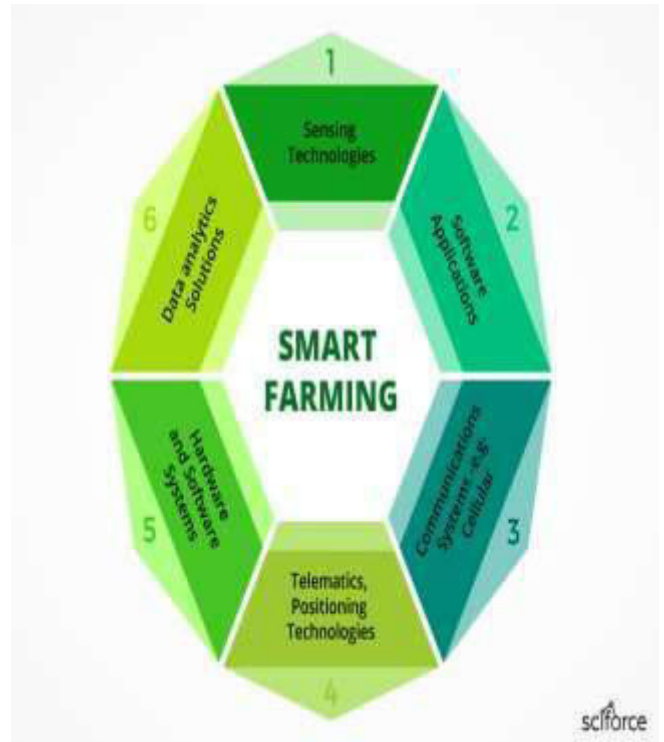 1
Sensing
Technologies
2
Software
Applications
3
Communications
Systems -e.g.
Cellular
4
Telematics,
Positioning
Technologies
5
Hardware
and Software
Systems
6
Data analytics
Solutions
SMART
FARMING
sciforce